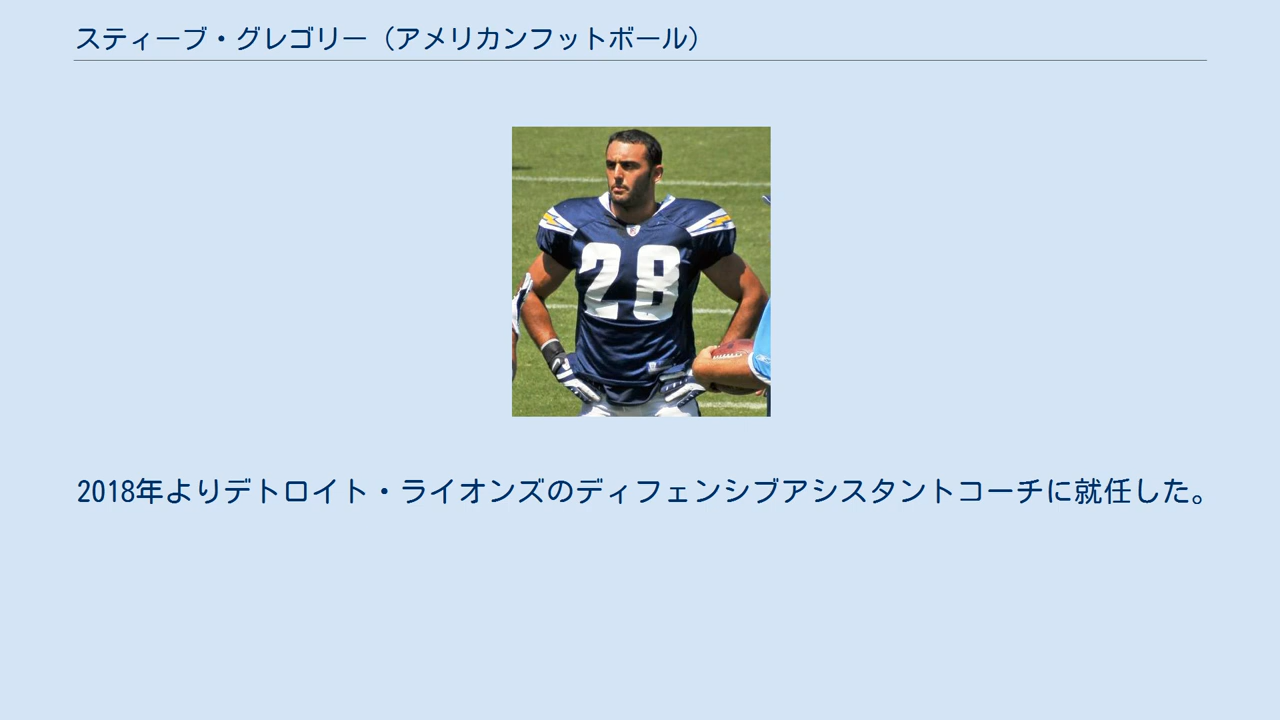 スティーブ・グレゴリー（アメリカンフットボール）
28
2018年よりデトロイト・ライオンズのディフェンシブアシスタントコーチに就任した。